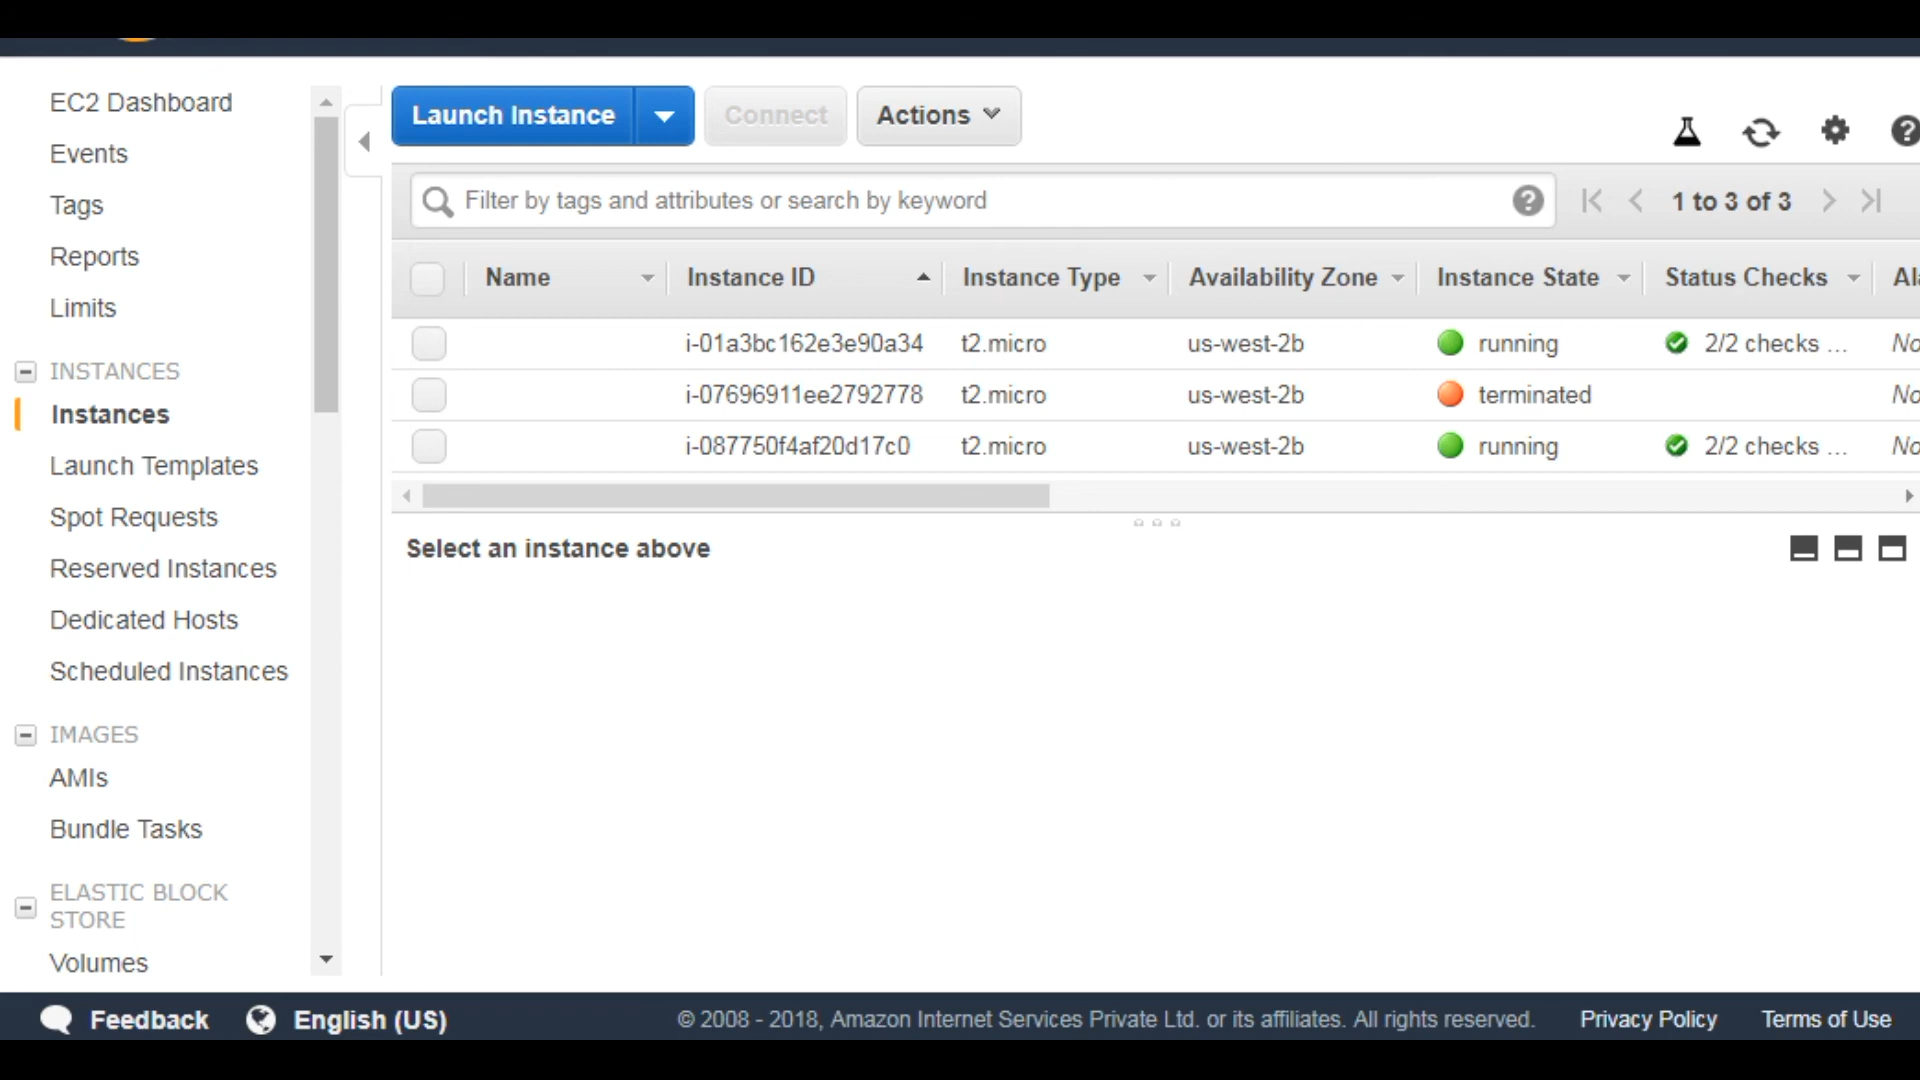 EC2 Dashboard
Events
Tags
Reports
Limits
INSTANCES
Instances
Launch Templates
Spot Requests
Reserved Instances
Dedicated Hosts
Scheduled Instances
IMAGES
AMIs
Bundle Tasks
ELASTIC BLOCK
STORE
Volumes
Launch Instance Connect Actions
Filter by tags and attributes or search by keyword 1 to 3 of 3
Name Instance ID Instance Type Availability Zone Instance State Status Checks
i-01a3bc162e3e90a34 t2.micro us-west-2b running 2/2 checks ...
i-07696911ee2792778 t2.micro us-west-2b terminated
i-087750f4af20d17c0 t2.micro us-west-2b running 2/2 checks ...
Select an instance above
Feedback English (US) © 2008 - 2018, Amazon Internet Services Private Ltd. or its affiliates. All rights reserved. Privacy Policy Terms of Use